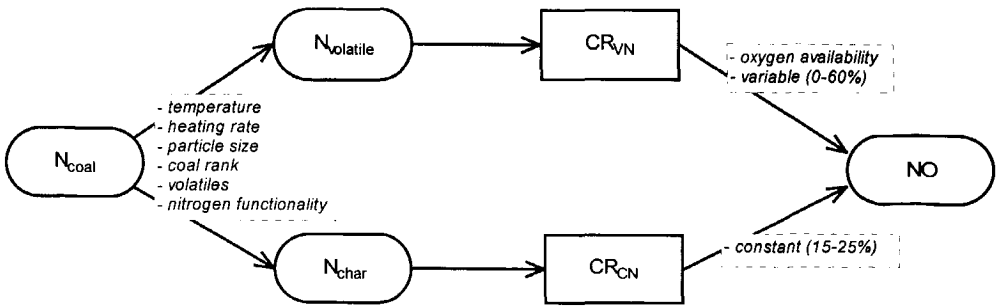 N_volatile
CR_VN
- oxygen availability
- variable (0-60%)
- temperature
- heating rate
- particle size
- coal rank
- volatiles
- nitrogen functionality
N_coal
NO
N_char
CR_CN
- constant (15-25%)